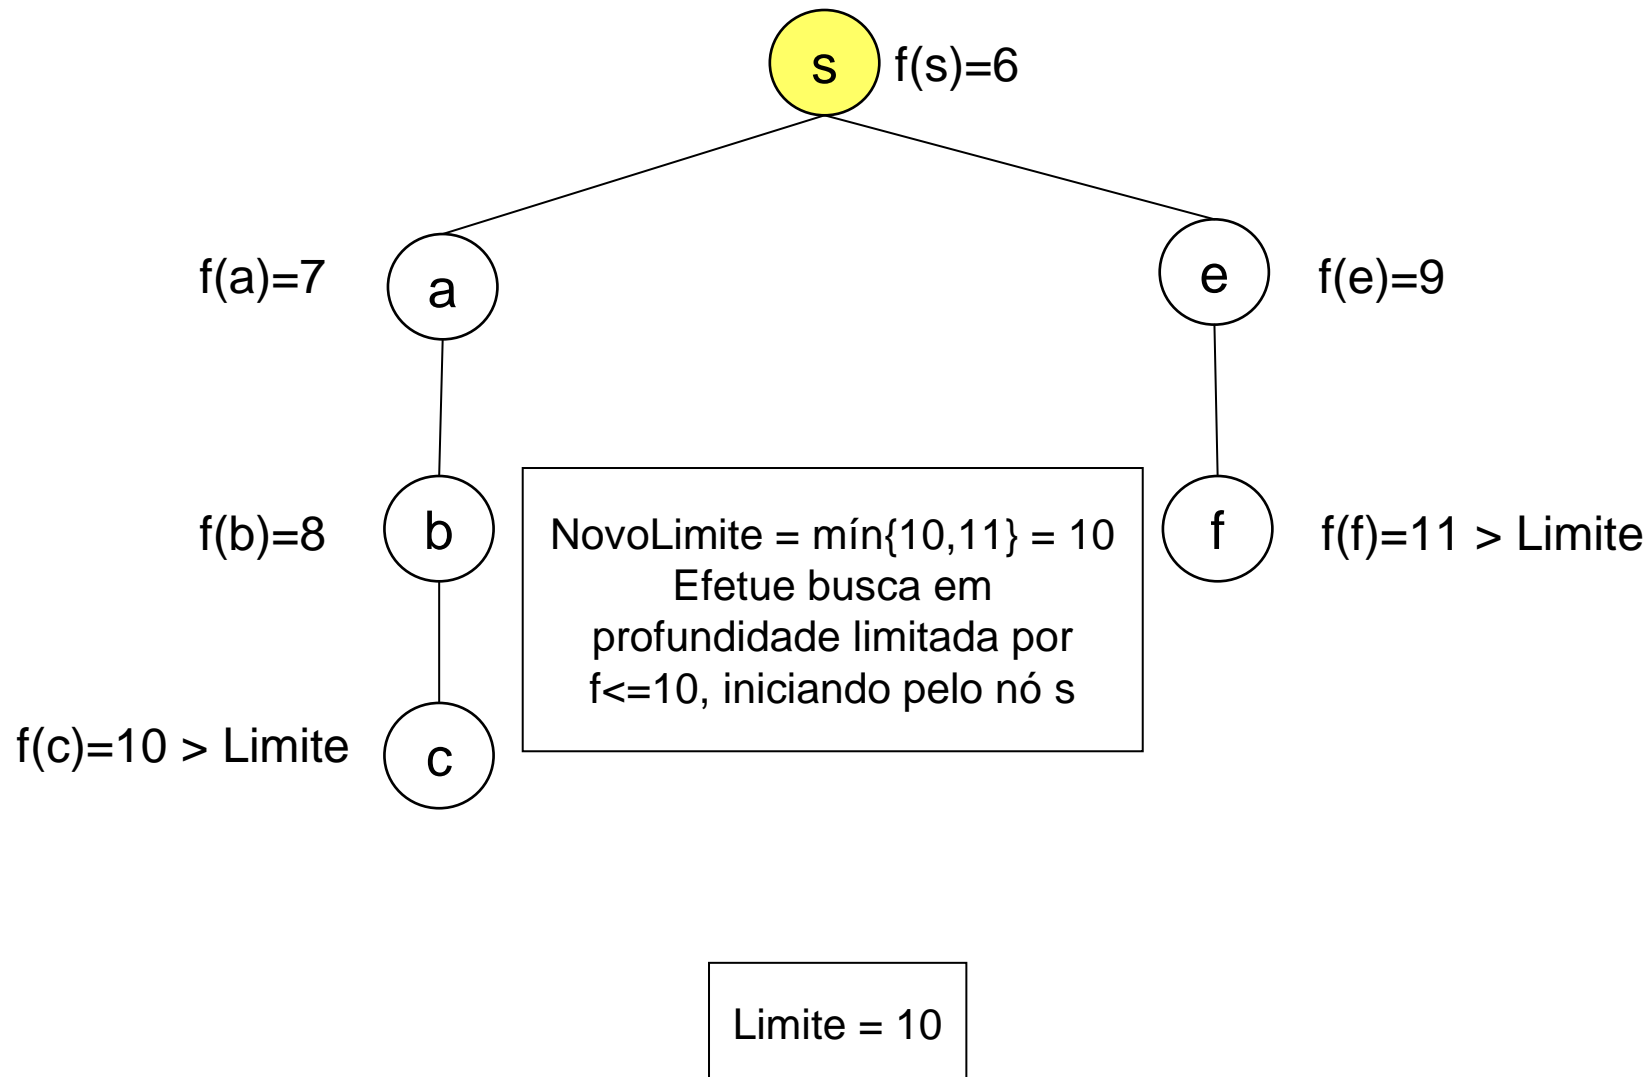 s
f(s)=6
f(a)=7
a
e
f(e)=9
f(b)=8
b
NovoLimite = mín{10,11} = 10
Efetue busca em
profundidade limitada por
f<=10, iniciando pelo nó s
f
f(f)=11 > Limite
f(c)=10 > Limite
c
Limite = 10